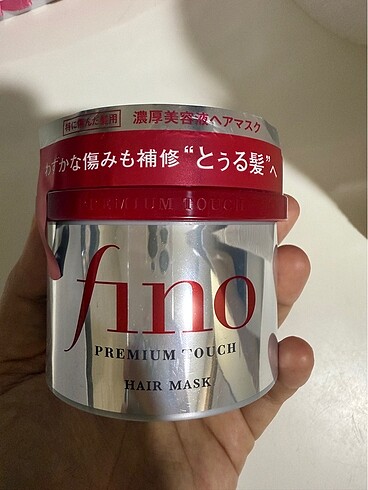 特に傷んだ髪用 濃厚美容液ヘアマスク
わずかな傷みも補修 “とぅる髪”へ
PREMIUM TOUCH
fino
PREMIUM TOUCH
HAIR MASK